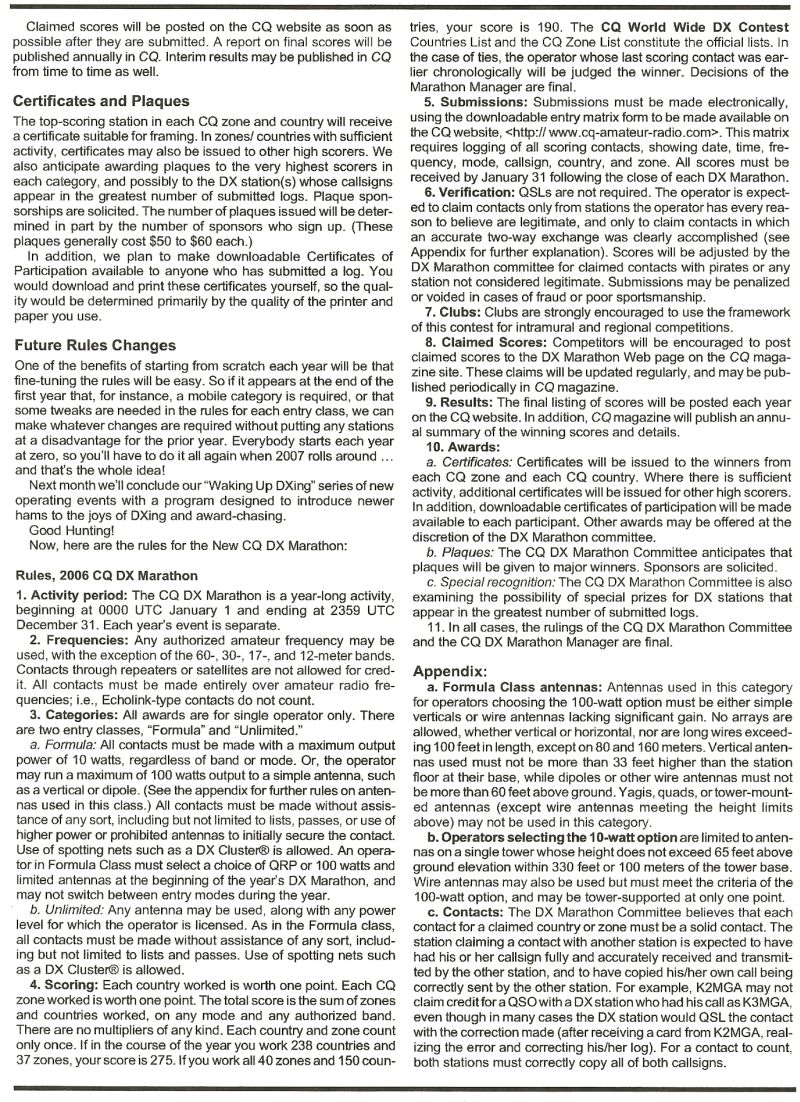 Claimed scores will be posted on the CQ website as soon as
possible after they are submitted. A report on final scores will be
published annually in CQ. Interim results may be published in CQ
from time to time as well.
Certificates and Plaques
The top-scoring station in each CQ zone and country will receive
a certificate suitable for framing. In zones/ countries with sufficient
activity, certificates may also be issued to other high scorers. We
also anticipate awarding plaques to the very highest scorers in
each category, and possibly to the DX station(s) whose callsigns
appear in the greatest number of submitted logs. Plaque spon-
sorships are solicited. The number of plaques issued will be deter-
mined in part by the number of sponsors who sign up. (These
plaques generally cost $50 to $60 each.)
In addition, we plan to make downloadable Certificates of
Participation available to anyone who has submitted a log. You
would download and print these certificates yourself, so the qual-
ity would be determined primarily by the quality of the printer and
paper you use.
Future Rules Changes
One of the benefits of starting from scratch each year will be that
fine-tuning the rules will be easy. So if it appears at the end of the
first year that, for instance, a mobile category is required, or that
some tweaks are needed in the rules for each entry class, we can
make whatever changes are required without putting any stations
at a disadvantage for the prior year. Everybody starts each year
at zero, so you'll have to do it all again when 2007 rolls around ...
and that's the whole idea!
Next month we'll conclude our "Waking Up DXing" series of new
operating events with a program designed to introduce newer
hams to the joys of DXing and award-chasing.
Good Hunting!
Now, here are the rules for the New CQ DX Marathon:
Rules, 2006 CQ DX Marathon
1. Activity period: The CQ DX Marathon is a year-long activity,
beginning at 0000 UTC January 1 and ending at 2359 UTC
December 31. Each year's event is separate.
2. Frequencies: Any authorized amateur frequency may be
used, with the exception of the 60-, 30-, 17-, and 12-meter bands.
Contacts through repeaters or satellites are not allowed for cred-
it. All contacts must be made entirely over amateur radio fre-
quencies; i.e., Echolink-type contacts do not count.
3. Categories: All awards are for single operator only. There
are two entry classes, "Formula" and "Unlimited."
a. Formula: All contacts must be made with a maximum output
power of 10 watts, regardless of band or mode. Or, the operator
may run a maximum of 100 watts output to a simple antenna, such
as a vertical or dipole. (See the appendix for further rules on anten-
nas used in this class.) All contacts must be made without assis-
tance of any sort, including but not limited to lists, passes, or use of
higher power or prohibited antennas to initially secure the contact.
Use of spotting nets such as a DX Cluster® is allowed. An opera-
tor in Formula Class must select a choice of QRP or 100 watts and
limited antennas at the beginning of the year's DX Marathon, and
may not switch between entry modes during the year.
b. Unlimited: Any antenna may be used, along with any power
level for which the operator is licensed. As in the Formula class,
all contacts must be made without assistance of any sort, includ-
ing but not limited to lists and passes. Use of spotting nets such
as a DX Cluster® is allowed.
4. Scoring: Each country worked is worth one point. Each CQ
zone worked is worth one point. The total score is the sum of zones
and countries worked, on any mode and any authorized band.
There are no multipliers of any kind. Each country and zone count
only once. If in the course of the year you work 238 countries and
37 zones, your score is 275. If you work all 40 zones and 150 coun-
tries, your score is 190. The CQ World Wide DX Contest
Countries List and the CQ Zone List constitute the official lists. In
the case of ties, the operator whose last scoring contact was ear-
lier chronologically will be judged the winner. Decisions of the
Marathon Manager are final.
5. Submissions: Submissions must be made electronically,
using the downloadable entry matrix form to be made available on
the CQ website, <http:// www.cq-amateur-radio.com>. This matrix
requires logging of all scoring contacts, showing date, time, fre-
quency, mode, callsign, country, and zone. All scores must be
received by January 31 following the close of each DX Marathon.
6. Verification: QSLs are not required. The operator is expect-
ed to claim contacts only from stations the operator has every rea-
son to believe are legitimate, and only to claim contacts in which
an accurate two-way exchange was clearly accomplished (see
Appendix for further explanation). Scores will be adjusted by the
DX Marathon committee for claimed contacts with pirates or any
station not considered legitimate. Submissions may be penalized
or voided in cases of fraud or poor sportsmanship.
7. Clubs: Clubs are strongly encouraged to use the framework
of this contest for intramural and regional competitions.
8. Claimed Scores: Competitors will be encouraged to post
claimed scores to the DX Marathon Web page on the CQ maga-
zine site. These claims will be updated regularly, and may be pub-
lished periodically in CQ magazine.
9. Results: The final listing of scores will be posted each year
on the CQ website. In addition, CQ magazine will publish an annu-
al summary of the winning scores and details.
10. Awards:
a. Certificates: Certificates will be issued to the winners from
each CQ zone and each CQ country. Where there is sufficient
activity, additional certificates will be issued for other high scorers.
In addition, downloadable certificates of participation will be made
available to each participant. Other awards may be offered at the
discretion of the DX Marathon committee.
b. Plaques: The CQ DX Marathon Committee anticipates that
plaques will be given to major winners. Sponsors are solicited.
c. Special recognition: The CQ DX Marathon Committee is also
examining the possibility of special prizes for DX stations that
appear in the greatest number of submitted logs.
11. In all cases, the rulings of the CQ DX Marathon Committee
and the CQ DX Marathon Manager are final.
Appendix:
a. Formula Class antennas: Antennas used in this category
for operators choosing the 100-watt option must be either simple
verticals or wire antennas lacking significant gain. No arrays are
allowed, whether vertical or horizontal, nor are long wires exceed-
ing 100 feet in length, except on 80 and 160 meters. Vertical anten-
nas used must not be more than 33 feet higher than the station
floor at their base, while dipoles or other wire antennas must not
be more than 60 feet above ground. Yagis, quads, or tower-mount-
ed antennas (except wire antennas meeting the height limits
above) may not be used in this category.
b. Operators selecting the 10-watt option are limited to anten-
nas on a single tower whose height does not exceed 65 feet above
ground elevation within 330 feet or 100 meters of the tower base.
Wire antennas may also be used but must meet the criteria of the
100-watt option, and may be tower-supported at only one point.
c. Contacts: The DX Marathon Committee believes that each
contact for a claimed country or zone must be a solid contact. The
station claiming a contact with another station is expected to have
had his or her callsign fully and accurately received and transmit-
ted by the other station, and to have copied his/her own call being
correctly sent by the other station. For example, K2MGA may not
claim credit for a QSO with a DX station who had his call as K3MGA,
even though in many cases the DX station would QSL the contact
with the correction made (after receiving a card from K2MGA, real-
izing the error and correcting his/her log). For a contact to count,
both stations must correctly copy all of both callsigns.